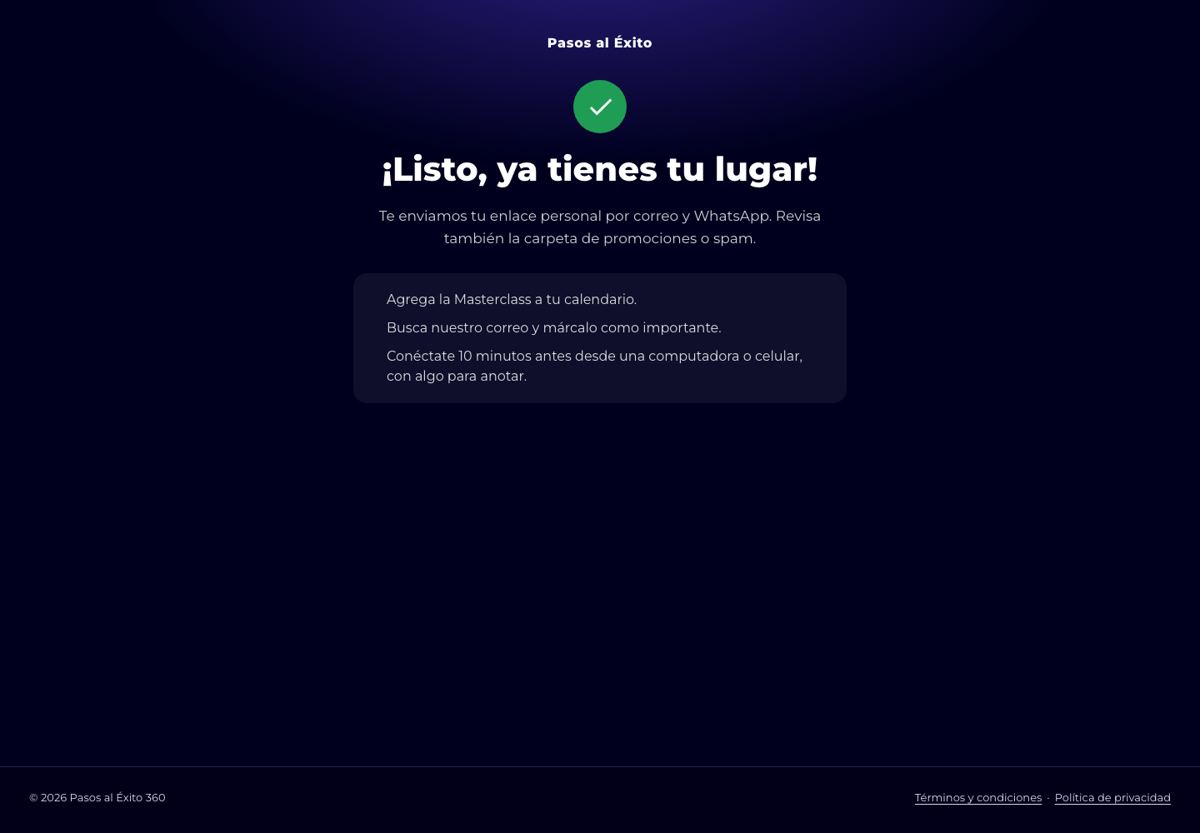 Pasos al Éxito
¡Listo, ya tienes tu lugar!
Te enviamos tu enlace personal por correo y WhatsApp. Revisa
también la carpeta de promociones o spam.
Agrega la Masterclass a tu calendario.
Busca nuestro correo y márcalo como importante.
Conéctate 10 minutos antes desde una computadora o celular,
con algo para anotar.
© 2026 Pasos al Éxito 360
Términos y condiciones · Política de privacidad